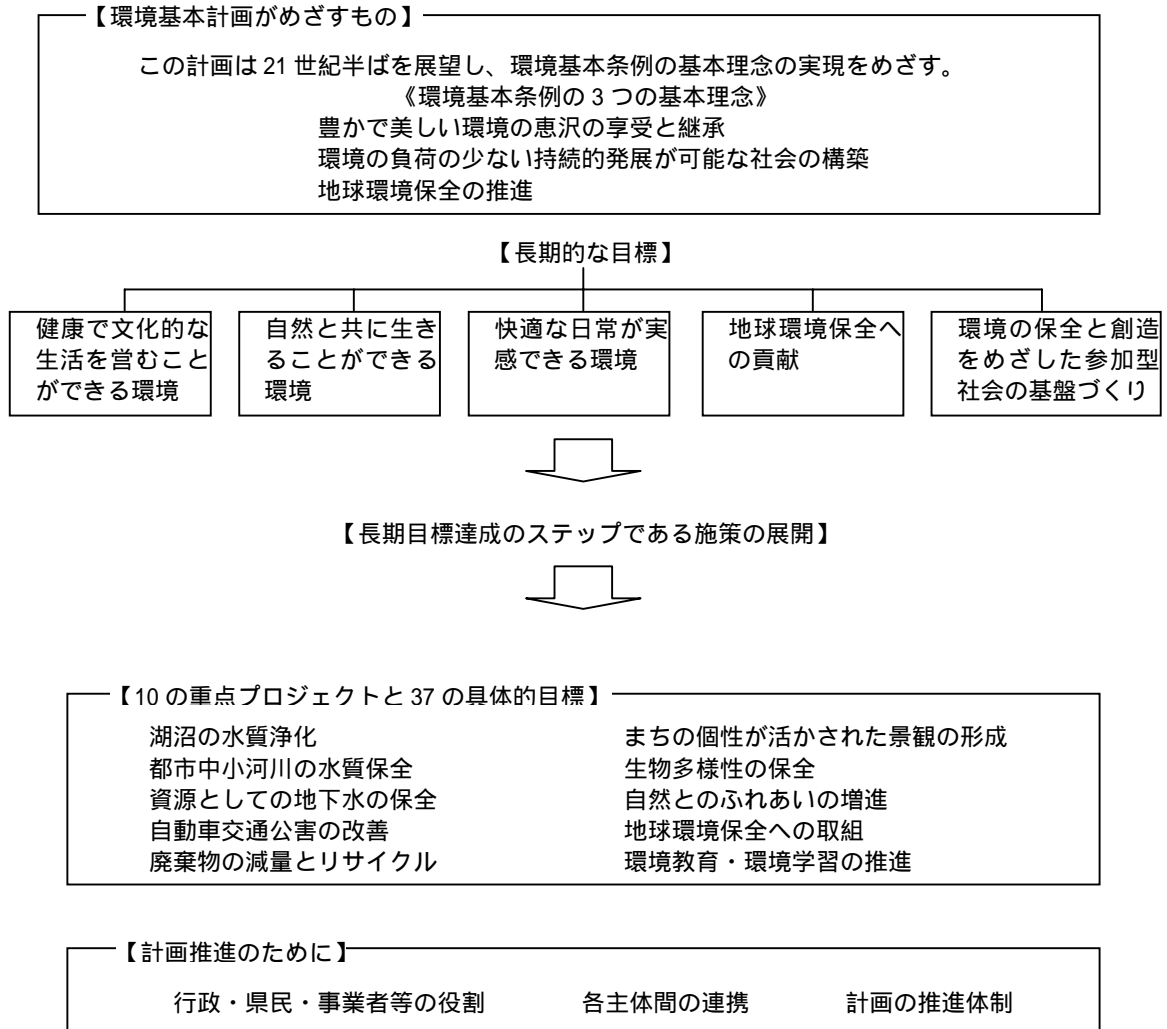 【環境基本計画がめざすもの】
この計画は21世紀半ばを展望し、環境基本条例の基本理念の実現をめざす。
《環境基本条例の3つの基本理念》
豊かで美しい環境の恵沢の享受と継承
環境の負荷の少ない持続的発展が可能な社会の構築
地球環境保全の推進
【長期的な目標】
健康で文化的な
生活を営むこと
ができる環境
自然と共に生き
ることができる
環境
快適な日常が実
感できる環境
地球環境保全へ
の貢献
環境の保全と創造
をめざした参加型
社会の基盤づくり
【長期目標達成のステップである施策の展開】
【10の重点プロジェクトと37の具体的目標】
湖沼の水質浄化
都市中小河川の水質保全
資源としての地下水の保全
自動車交通公害の改善
廃棄物の減量とリサイクル
まちの個性が活かされた景観の形成
生物多様性の保全
自然とのふれあいの増進
地球環境保全への取組
環境教育・環境学習の推進
【計画推進のために】
行政・県民・事業者等の役割 各主体間の連携 計画の推進体制